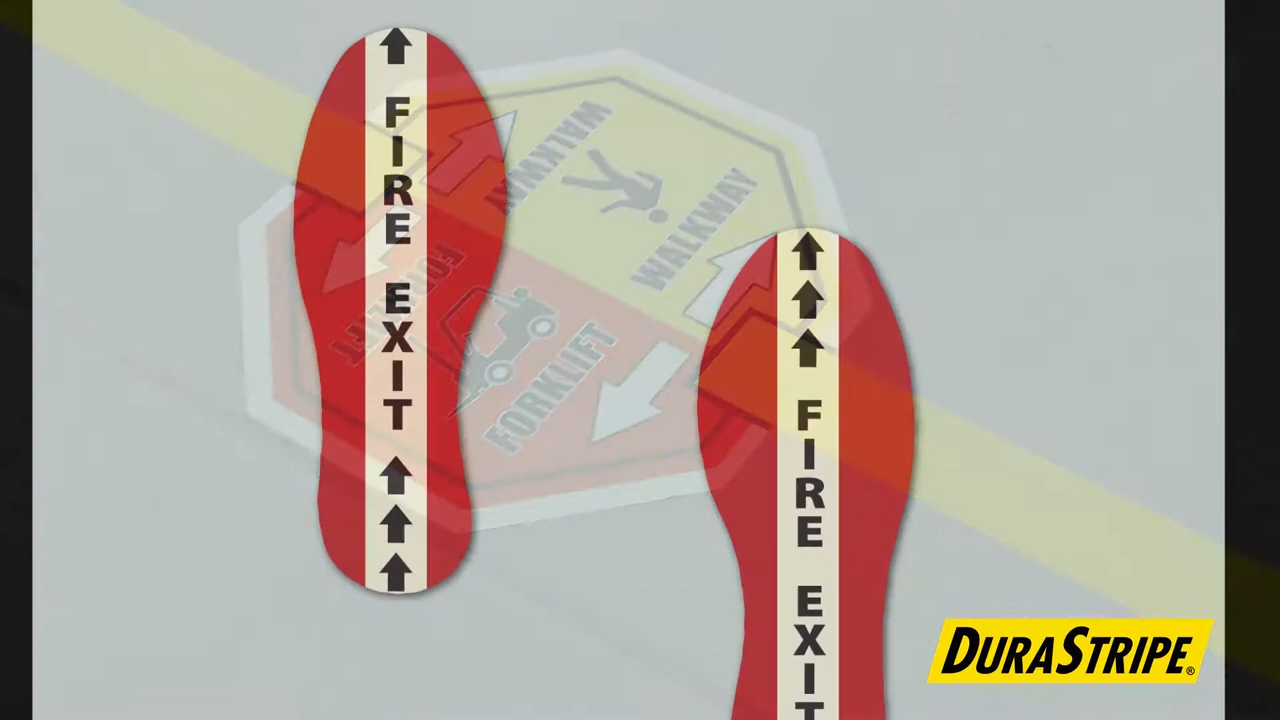 FIRE EXIT
WALKWAY
WALKWAY
FORKLIFT
FORKLIFT
FIRE EXIT
DURASTRIPE®